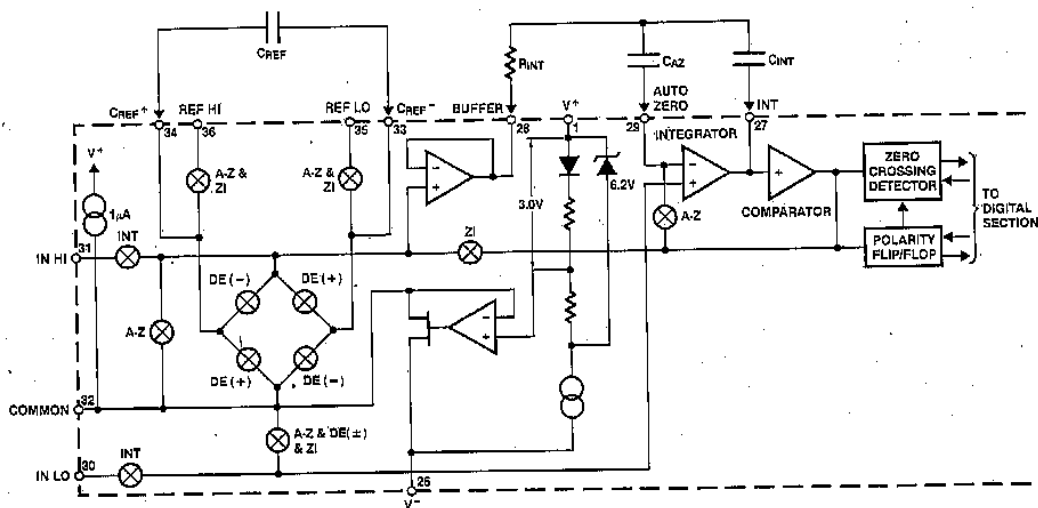 CREF
RINT
CAZ
CINT
CREF+
REF HI
REF LO
CREF−
BUFFER
V+
AUTO
ZERO
INT
34
36
35
33
28
1
29
27
INTEGRATOR
V+
1μA
A-Z &
ZI
A-Z &
ZI
−
+
3.0V
6.2V
−
+
A-Z
+
COMPARATOR
ZERO
CROSSING
DETECTOR
POLARITY
FLIP/FLOP
TO
DIGITAL
SECTION
31
IN HI
INT
ZI
DE(−)
DE(+)
A-Z
DE(+)
DE(−)
−
+
32
COMMON
A-Z & DE(±)
& ZI
30
IN LO
INT
26
V−